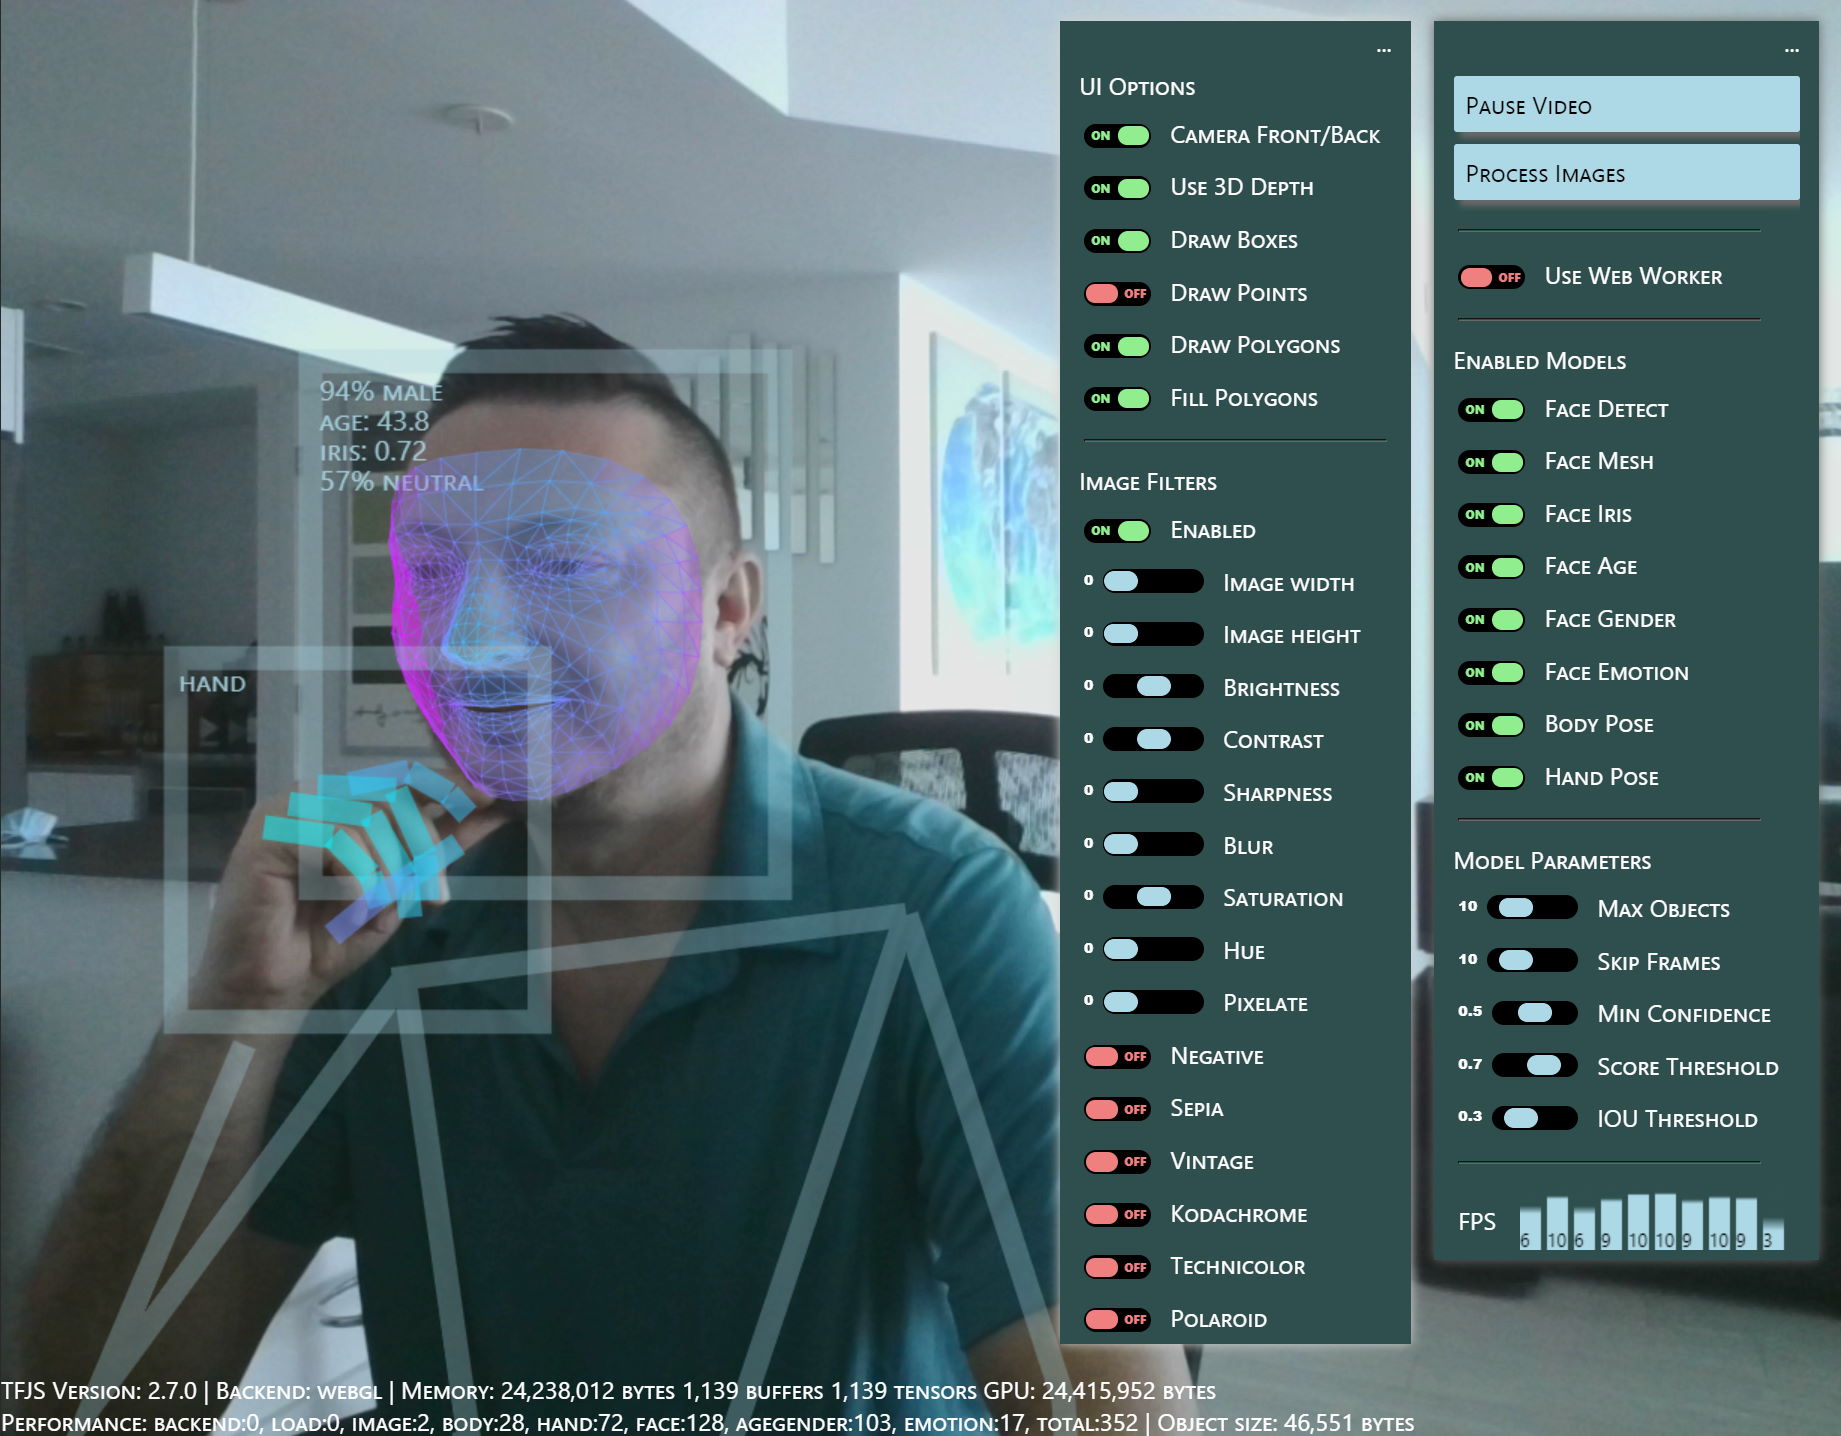 94% male
age: 43.8
iris: 0.72
57% neutral
hand
...
UI Options
ON Camera Front/Back
ON Use 3D Depth
ON Draw Boxes
OFF Draw Points
ON Draw Polygons
ON Fill Polygons
Image Filters
ON Enabled
0 Image width
0 Image height
0 Brightness
0 Contrast
0 Sharpness
0 Blur
0 Saturation
0 Hue
0 Pixelate
OFF Negative
OFF Sepia
OFF Vintage
OFF Kodachrome
OFF Technicolor
OFF Polaroid
...
Pause Video
Process Images
OFF Use Web Worker
Enabled Models
ON Face Detect
ON Face Mesh
ON Face Iris
ON Face Age
ON Face Gender
ON Face Emotion
ON Body Pose
ON Hand Pose
Model Parameters
10 Max Objects
10 Skip Frames
0.5 Min Confidence
0.7 Score Threshold
0.3 IOU Threshold
FPS 6 10 6 9 10 10 9 10 9 3
TFJS Version: 2.7.0 | Backend: webgl | Memory: 24,238,012 bytes 1,139 buffers 1,139 tensors GPU: 24,415,952 bytes
Performance: backend:0, load:0, image:2, body:28, hand:72, face:128, agegender:103, emotion:17, total:352 | Object size: 46,551 bytes